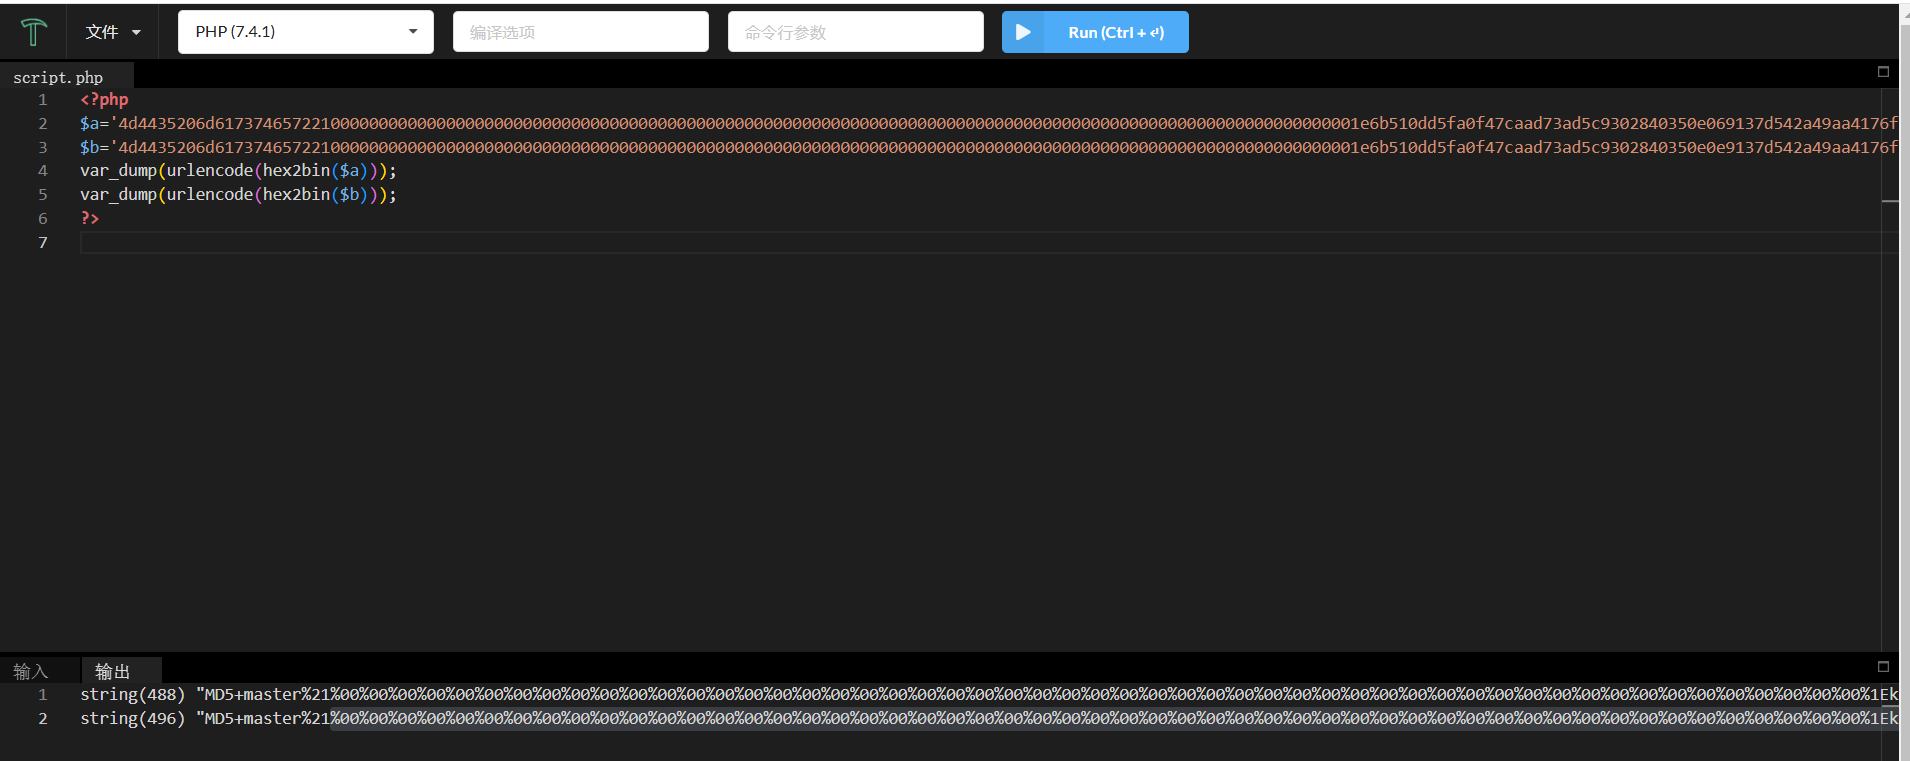 文件
PHP (7.4.1)
编译选项
命令行参数
Run (Ctrl + ⏎)
script.php
1 <?php
2 $a='4d4435206d61737465722100000000000000000000000000000000000000000000000000000000000000000000000000000000000000000000000000000000001e6b510dd5fa0f47caad73ad5c9302840350e069137d542a49aa4176f
3 $b='4d4435206d61737465722100000000000000000000000000000000000000000000000000000000000000000000000000000000000000000000000000000000001e6b510dd5fa0f47caad73ad5c9302840350e0e9137d542a49aa4176f
4 var_dump(urlencode(hex2bin($a)));
5 var_dump(urlencode(hex2bin($b)));
6 ?>
7
输入 输出
1 string(488) "MD5+master%21%00%00%00%00%00%00%00%00%00%00%00%00%00%00%00%00%00%00%00%00%00%00%00%00%00%00%00%00%00%00%00%00%00%00%00%00%00%00%00%00%00%00%00%00%00%00%00%00%00%00%00%00%00%1Ek
2 string(496) "MD5+master%21%00%00%00%00%00%00%00%00%00%00%00%00%00%00%00%00%00%00%00%00%00%00%00%00%00%00%00%00%00%00%00%00%00%00%00%00%00%00%00%00%00%00%00%00%00%00%00%00%00%00%00%00%00%1Ek